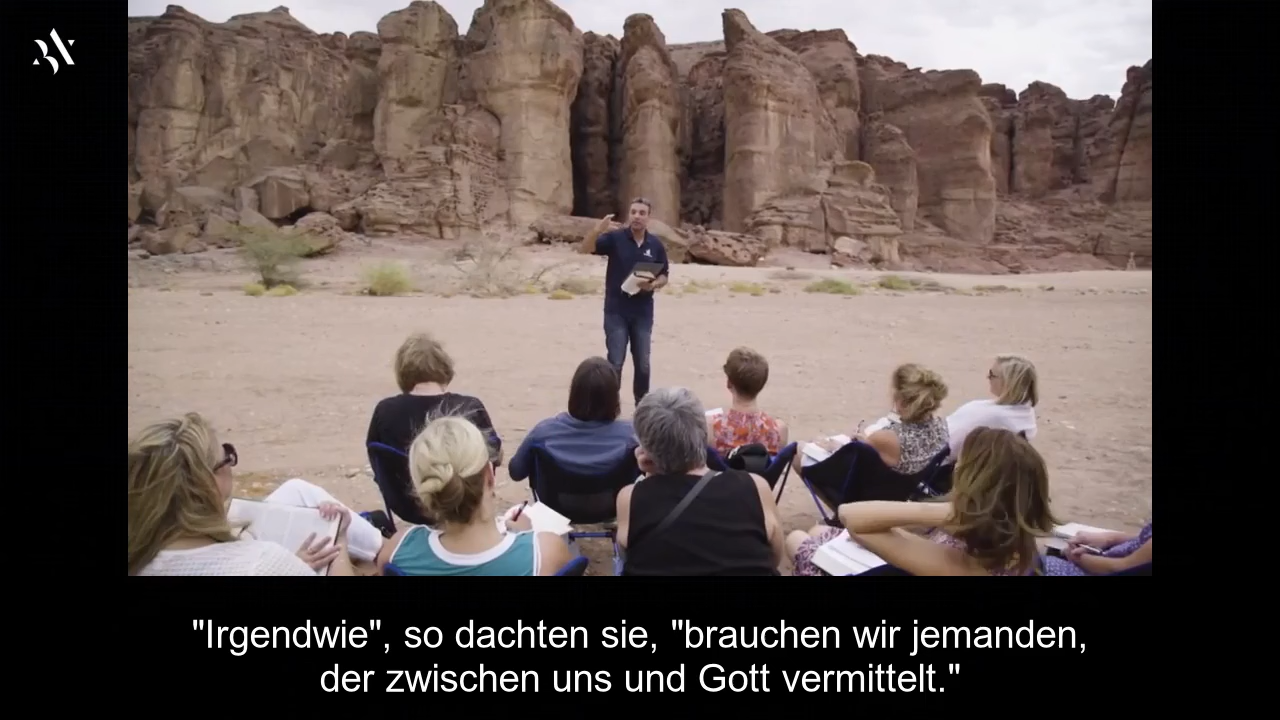 "Irgendwie", so dachten sie, "brauchen wir jemanden,
der zwischen uns und Gott vermittelt."